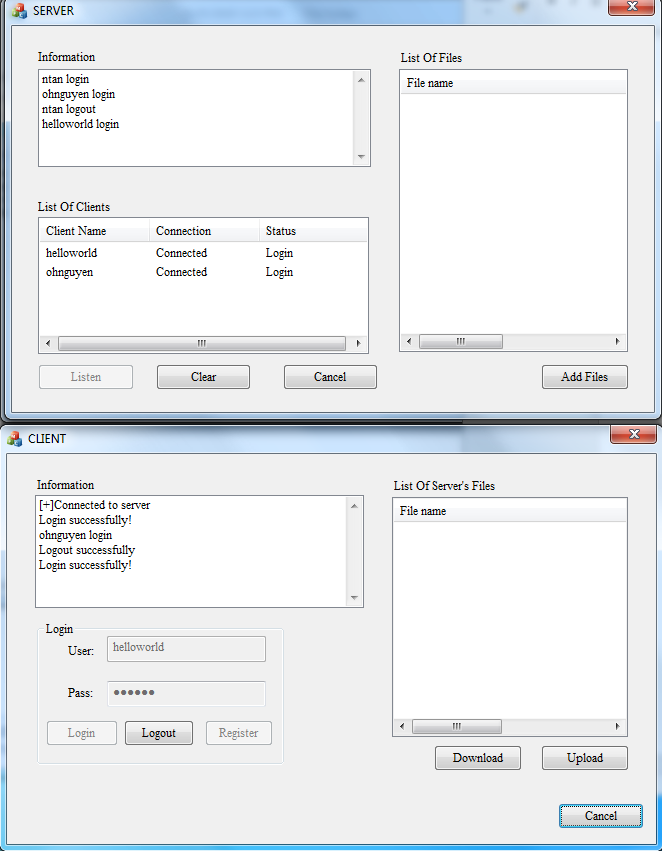 SERVER
Information
ntan login
ohnguyen login
ntan logout
helloworld login
List Of Clients
Client Name Connection Status
helloworld Connected Login
ohnguyen Connected Login
Listen Clear Cancel
List Of Files
File name
Add Files
CLIENT
Information
[+]Connected to server
Login successfully!
ohnguyen login
Logout successfully
Login successfully!
Login
User: helloworld
Pass: ●●●●●●
Login Logout Register
List Of Server's Files
File name
Download Upload
Cancel